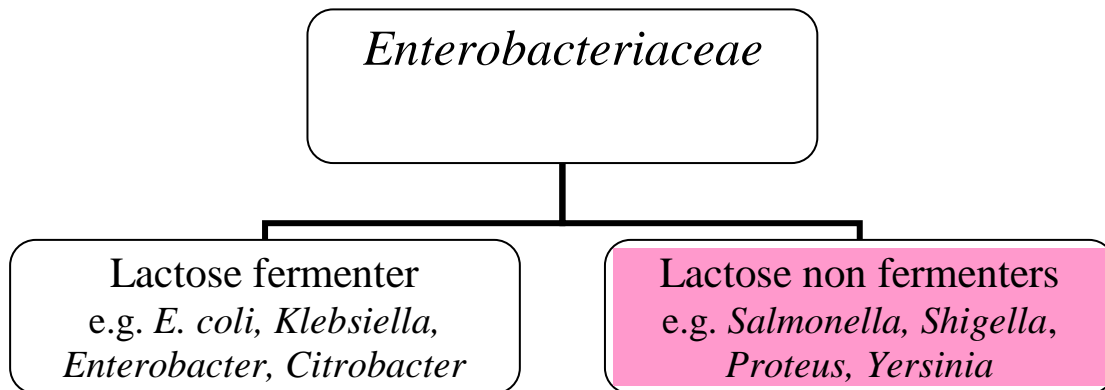 Enterobacteriaceae
Lactose fermenter
e.g. E. coli, Klebsiella,
Enterobacter, Citrobacter
Lactose non fermenters
e.g. Salmonella, Shigella,
Proteus, Yersinia